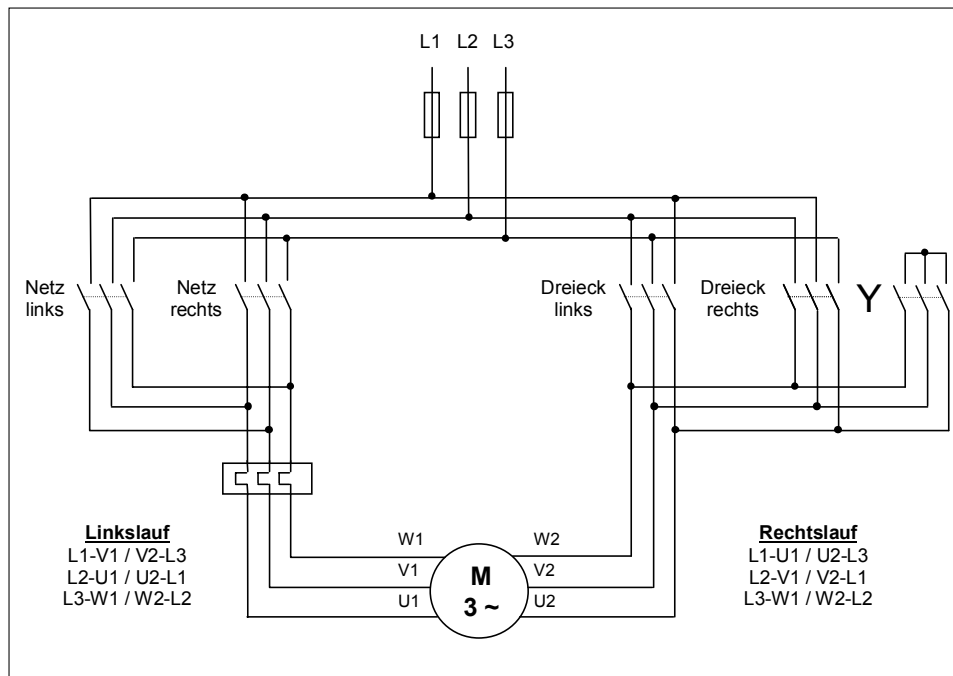 L1 L2 L3
Netz
links
Netz
rechts
Dreieck
links
Dreieck
rechts
Y
Linkslauf
L1-V1 / V2-L3
L2-U1 / U2-L1
L3-W1 / W2-L2
W1
V1
U1
M
3 ~
W2
V2
U2
Rechtslauf
L1-U1 / U2-L3
L2-V1 / V2-L1
L3-W1 / W2-L2